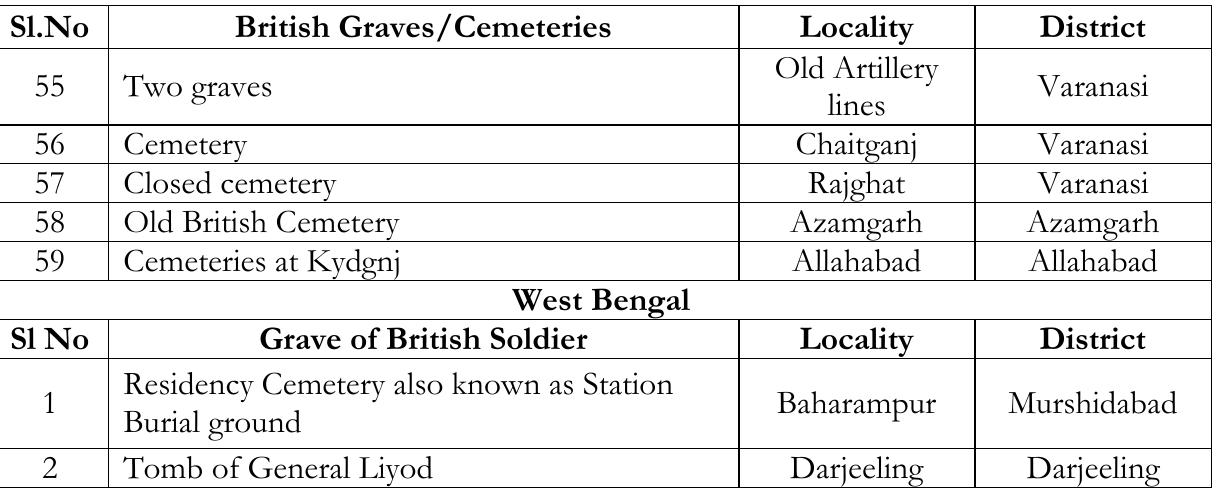 Sl.No British Graves/Cemeteries Locality District
55 Two graves Old Artillery lines Varanasi
56 Cemetery Chaitganj Varanasi
57 Closed cemetery Rajghat Varanasi
58 Old British Cemetery Azamgarh Azamgarh
59 Cemeteries at Kydgnj Allahabad Allahabad
West Bengal
Sl No Grave of British Soldier Locality District
1 Residency Cemetery also known as Station Burial ground Baharampur Murshidabad
2 Tomb of General Liyod Darjeeling Darjeeling